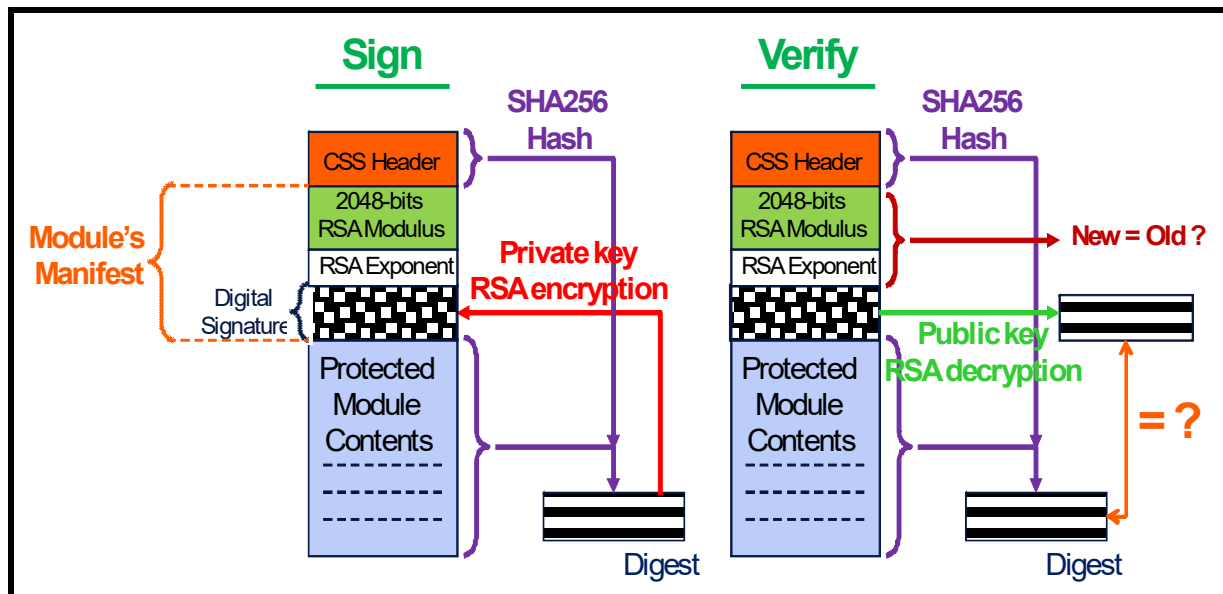 Sign
SHA256
Hash
CSS Header
2048-bits
RSA Modulus
RSA Exponent
Module's
Manifest
Digital
Signature
Private key
RSA encryption
Protected
Module
Contents
Digest
Verify
SHA256
Hash
CSS Header
2048-bits
RSA Modulus
RSA Exponent
New = Old ?
Public key
RSA decryption
Protected
Module
Contents
= ?
Digest